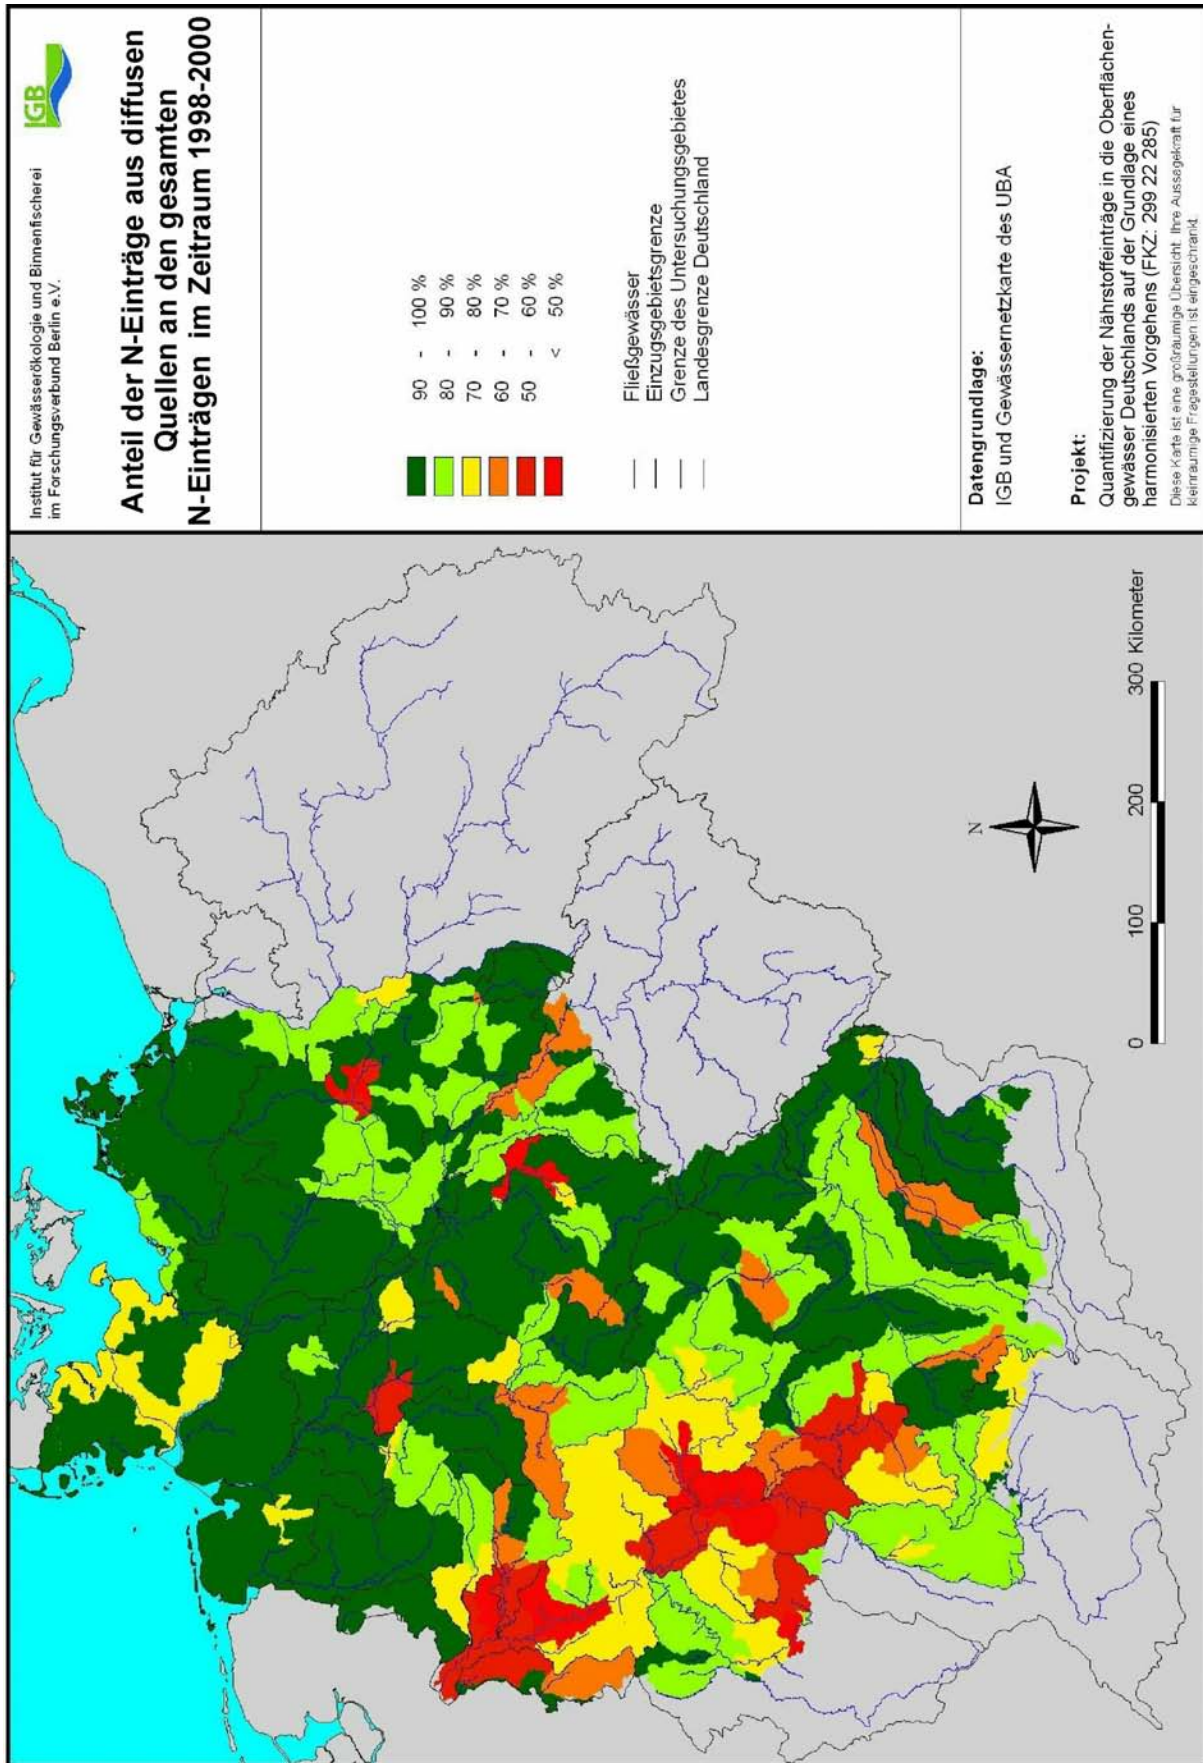 Institut für Gewässerökologie und Binnenfischerei
im Forschungsverbund Berlin e.V.
IGB
Anteil der N-Einträge aus diffusen
Quellen an den gesamten
N-Einträgen im Zeitraum 1998-2000
90 - 100 %
80 - 90 %
70 - 80 %
60 - 70 %
50 - 60 %
< 50 %
Fließgewässer
Einzugsgebietsgrenze
Grenze des Untersuchungsgebietes
Landesgrenze Deutschland
Datengrundlage:
IGB und Gewässernetzkarte des UBA
Projekt:
Quantifizierung der Nährstoffeinträge in die Oberflächen-
gewässer Deutschlands auf der Grundlage eines
harmonisierten Vorgehens (FKZ: 299 22 285)
Diese Karte ist eine großräumige Übersicht. Ihre Aussagekraft für
kleinräumige Fragestellungen ist eingeschränkt.
N
0 100 200 300 Kilometer